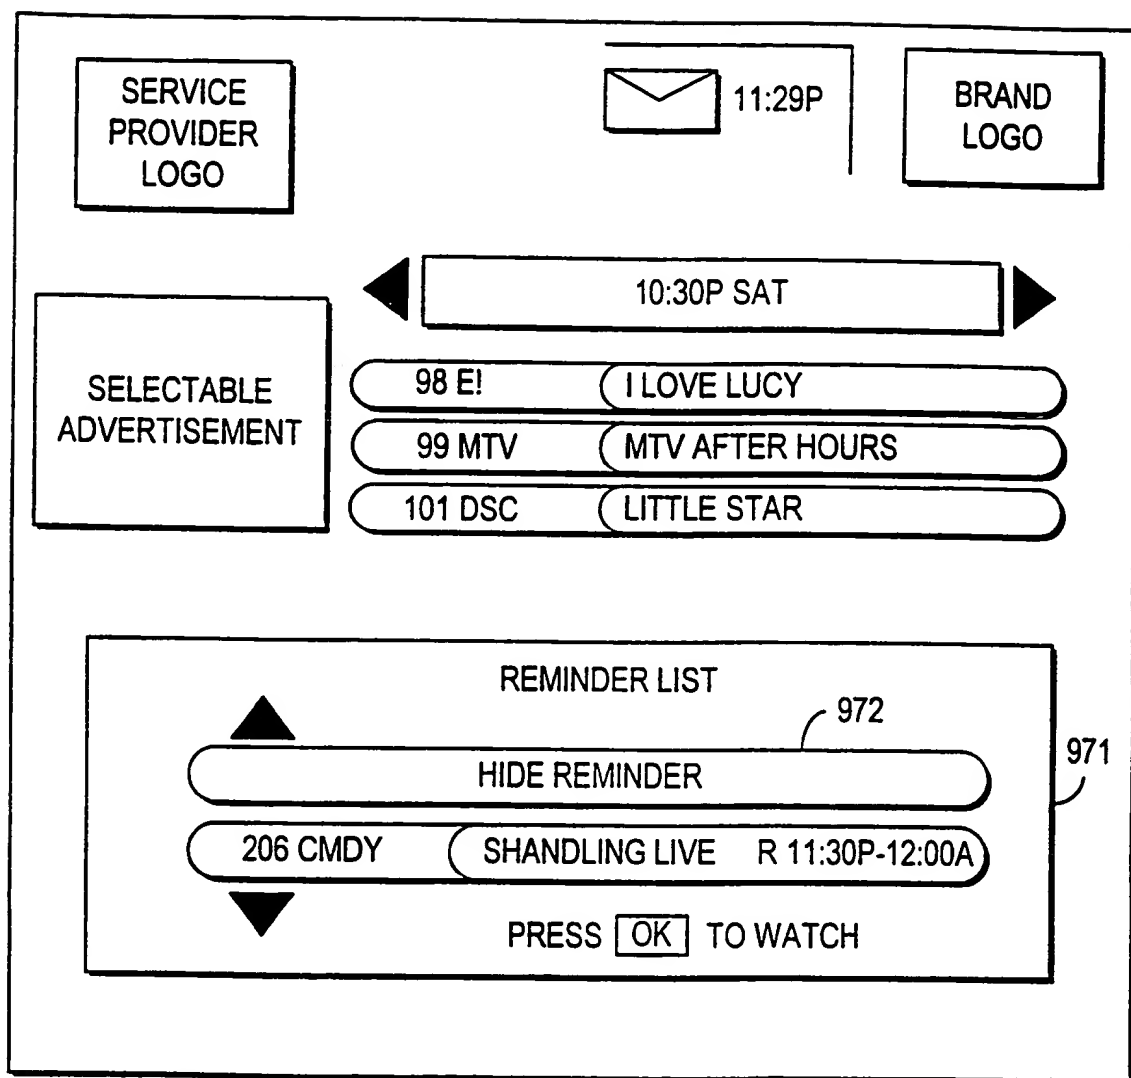 SERVICE
PROVIDER
LOGO
11:29P
BRAND
LOGO
10:30P SAT
SELECTABLE
ADVERTISEMENT
98 E! I LOVE LUCY
99 MTV MTV AFTER HOURS
101 DSC LITTLE STAR
REMINDER LIST
972
HIDE REMINDER
971
206 CMDY SHANDLING LIVE R 11:30P-12:00A
PRESS OK TO WATCH